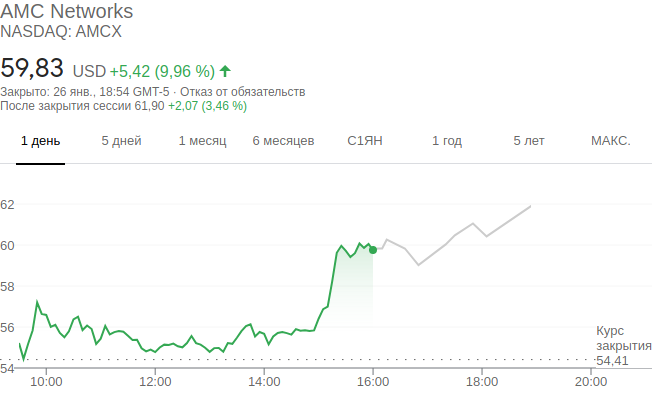 AMC Networks
NASDAQ: AMCX
59,83 USD +5,42 (9,96 %)
Закрыто: 26 янв., 18:54 GMT-5 · Отказ от обязательств
После закрытия сессии 61,90 +2,07 (3,46 %)
1 день 5 дней 1 месяц 6 месяцев С1ЯН 1 год 5 лет МАКС.
62
60
58
56
54
Курс
закрытия
54,41
10:00 12:00 14:00 16:00 18:00 20:00